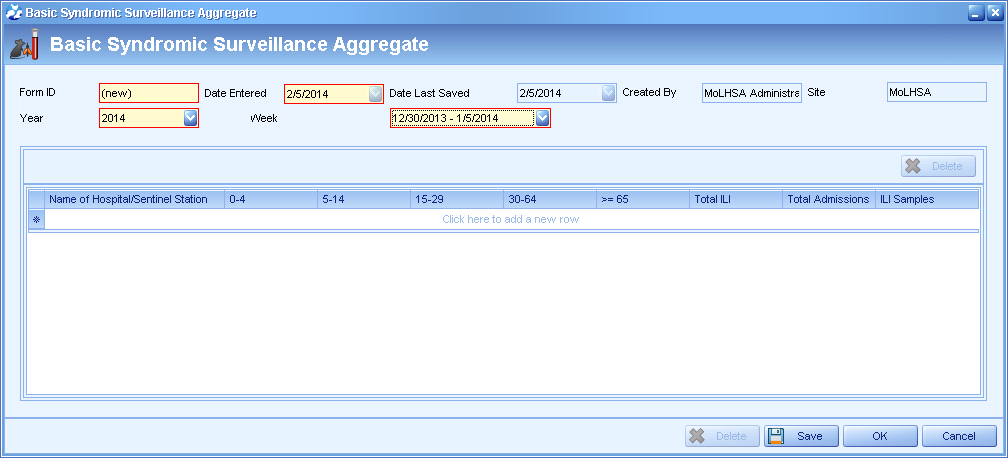 Basic Syndromic Surveillance Aggregate
Basic Syndromic Surveillance Aggregate
Form ID (new) Date Entered 2/5/2014 Date Last Saved 2/5/2014 Created By MoLHSA Administra Site MoLHSA
Year 2014 Week 12/30/2013 - 1/5/2014
Delete
Name of Hospital/Sentinel Station 0-4 5-14 15-29 30-64 >= 65 Total ILI Total Admissions ILI Samples
Click here to add a new row
Delete Save OK Cancel